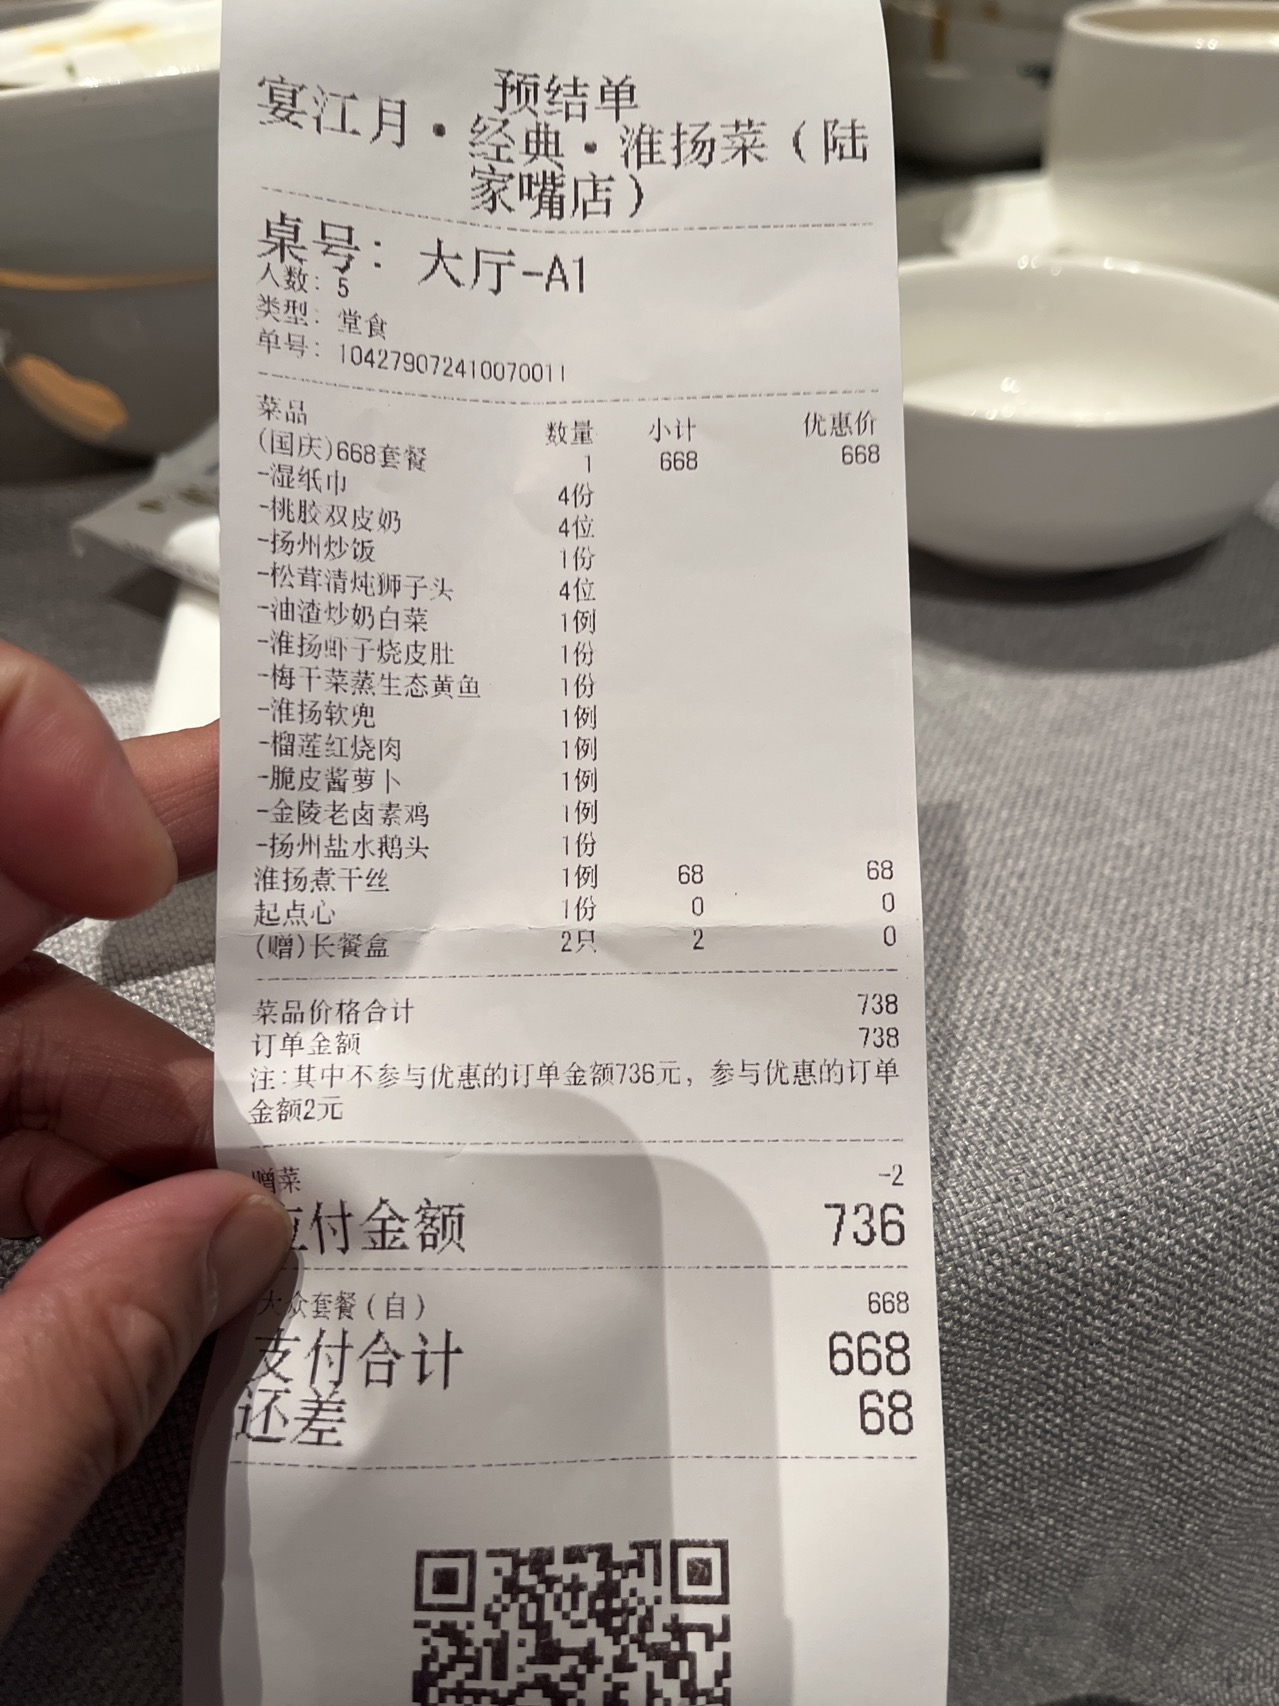 预结单
宴江月·经典·淮扬菜（陆
家嘴店）
桌号：大厅-A1
人数：5
类型：堂食
单号：104279072410070011
菜品 数量 小计 优惠价
(国庆)668套餐 1 668 668
-湿纸巾 4份
-桃胶双皮奶 4位
-扬州炒饭 1份
-松茸清炖狮子头 4位
-油渣炒奶白菜 1例
-淮扬虾子烧皮肚 1份
-梅干菜蒸生态黄鱼 1份
-淮扬软兜 1例
-榴莲红烧肉 1例
-脆皮酱萝卜 1例
-金陵老卤素鸡 1例
-扬州盐水鹅头 1份
淮扬煮干丝 1例 68 68
起点心 1份 0 0
(赠)长餐盒 2只 2 0
菜品价格合计 738
订单金额 738
注:其中不参与优惠的订单金额736元，参与优惠的订单
金额2元
赠菜 -2
应付金额 736
大众套餐(自) 668
支付合计 668
还差 68